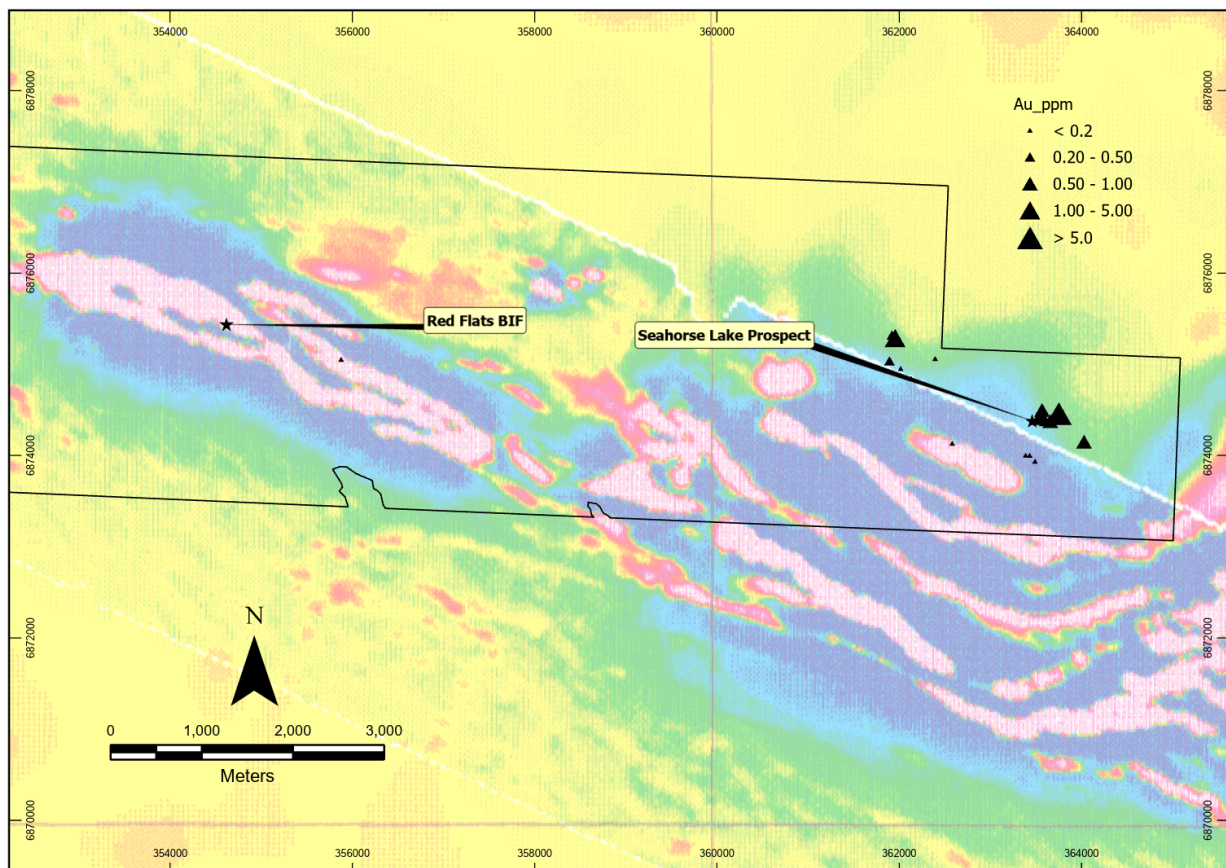 354000 356000 358000 360000 362000 364000
6878000 6878000
Au_ppm
< 0.2
0.20 - 0.50
0.50 - 1.00
1.00 - 5.00
> 5.0
6876000 6876000
Red Flats BIF
Seahorse Lake Prospect
6874000 6874000
N
6872000 6872000
0 1,000 2,000 3,000
Meters
6870000 6870000
354000 356000 358000 360000 362000 364000